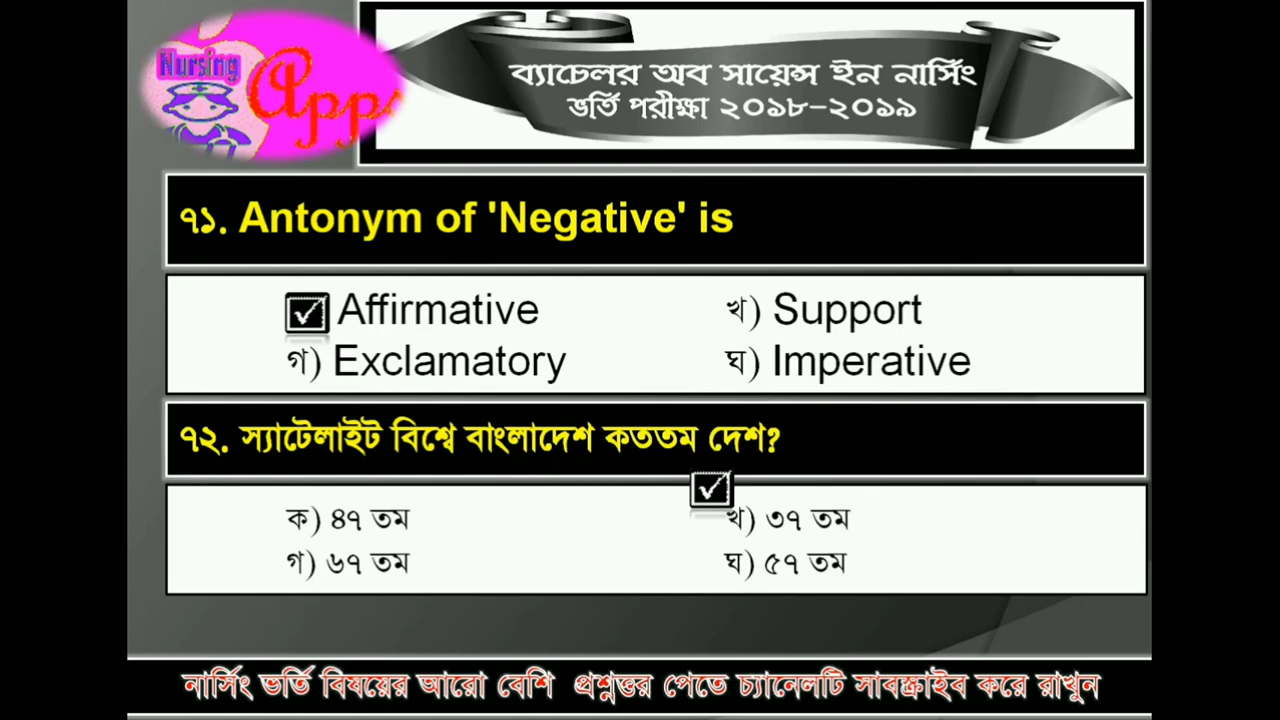 Nursing
Apps
ব্যাচেলর অব সায়েন্স ইন নার্সিং
ভর্তি পরীক্ষা ২০১৮-২০১৯
৭১. Antonym of 'Negative' is
Affirmative
খ) Support
গ) Exclamatory
ঘ) Imperative
৭২. স্যাটেলাইট বিশ্বে বাংলাদেশ কততম দেশ?
ক) ৪৭ তম
খ) ৩৭ তম
গ) ৬৭ তম
ঘ) ৫৭ তম
নার্সিং ভর্তি বিষয়ের আরো বেশি প্রশ্নত্তর পেতে চ্যানেলটি সাবস্ক্রাইব করে রাখুন